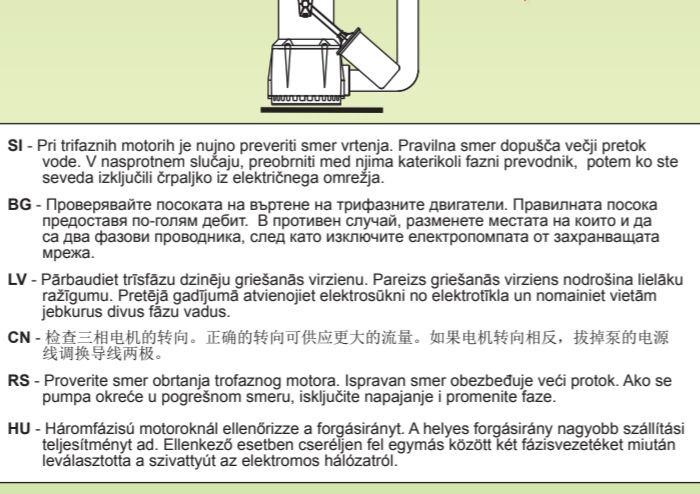 SI - Pri trifaznih motorih je nujno preveriti smer vrtenja. Pravilna smer dopušča večji pretok
vode. V nasprotnem slučaju, preobrniti med njima katerikoli fazni prevodnik, potem ko ste
seveda izključili črpaljko iz električnega omrežja.
BG - Проверявайте посоката на въртене на трифазните двигатели. Правилната посока
предоставя по-голям дебит. В противен случай, разменете местата на които и да
са два фазови проводника, след като изключите електропомпата от захранващата
мрежа.
LV - Pārbaudiet trīsfāzu dzinēju griešanās virzienu. Pareizs griešanās virziens nodrošina lielāku
ražīgumu. Pretējā gadījumā atvienojiet elektrosūkni no elektrotīkla un nomainiet vietām
jebkurus divus fāzu vadus.
CN - 检查三相电机的转向。正确的转向可供应更大的流量。如果电机转向相反，拔掉泵的电源
线调换导线两极。
RS - Proverite smer obrtanja trofaznog motora. Ispravan smer obezbeđuje veći protok. Ako se
pumpa okreće u pogrešnom smeru, isključite napajanje i promenite faze.
HU - Háromfázisú motoroknál ellenőrizze a forgásirányt. A helyes forgásirány nagyobb szállítási
teljesítményt ad. Ellenkező esetben cseréljen fel egymás között két fázisvezetéket miután
leválasztotta a szivattyút az elektromos hálózatról.